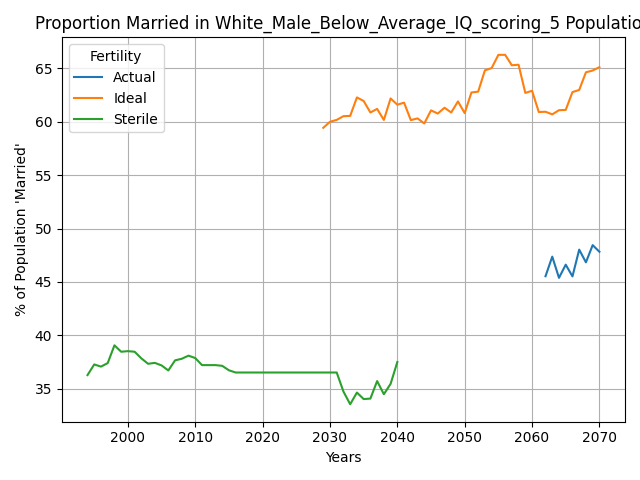 Proportion Married in White_Male_Below_Average_IQ_scoring_5 Populatio
Fertility
Actual
Ideal
Sterile
% of Population 'Married'
65
60
55
50
45
40
35
2000
2010
2020
2030
2040
2050
2060
2070
Years